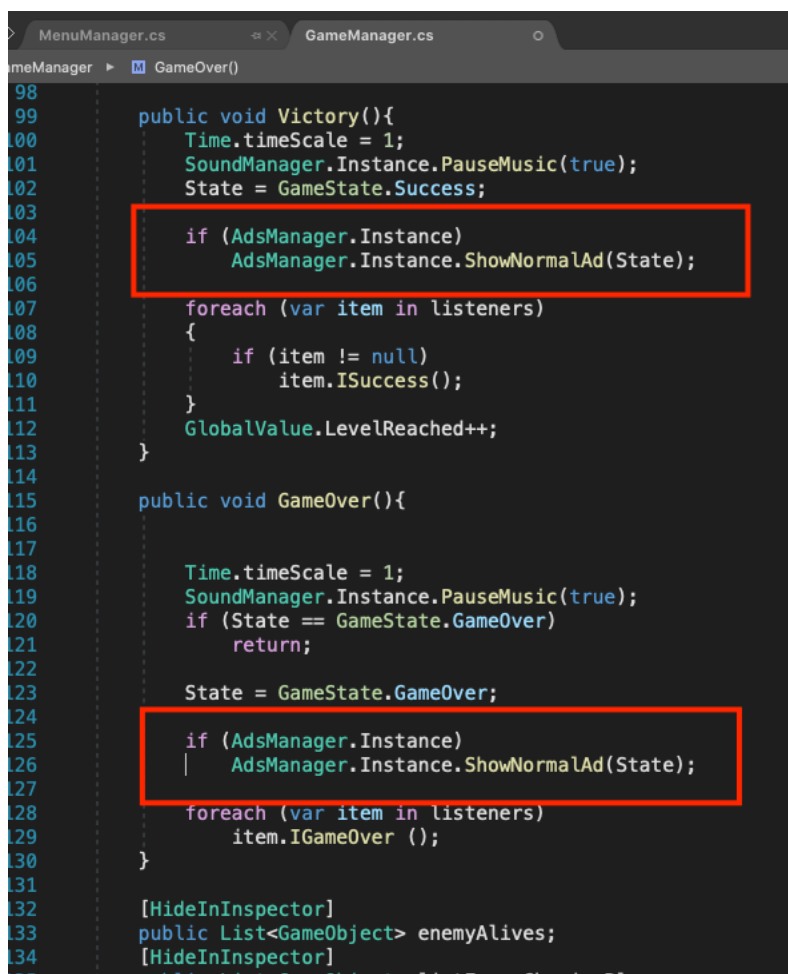 MenuManager.cs GameManager.cs
meManager GameOver()
98
99 public void Victory(){
100 Time.timeScale = 1;
101 SoundManager.Instance.PauseMusic(true);
102 State = GameState.Success;
103
104 if (AdsManager.Instance)
105 AdsManager.Instance.ShowNormalAd(State);
106
107 foreach (var item in listeners)
108 {
109 if (item != null)
110 item.ISuccess();
111 }
112 GlobalValue.LevelReached++;
113 }
114
115 public void GameOver(){
116
117
118 Time.timeScale = 1;
119 SoundManager.Instance.PauseMusic(true);
120 if (State == GameState.GameOver)
121 return;
122
123 State = GameState.GameOver;
124
125 if (AdsManager.Instance)
126 AdsManager.Instance.ShowNormalAd(State);
127
128 foreach (var item in listeners)
129 item.IGameOver ();
130 }
131
132 [HideInInspector]
133 public List<GameObject> enemyAlives;
134 [HideInInspector]